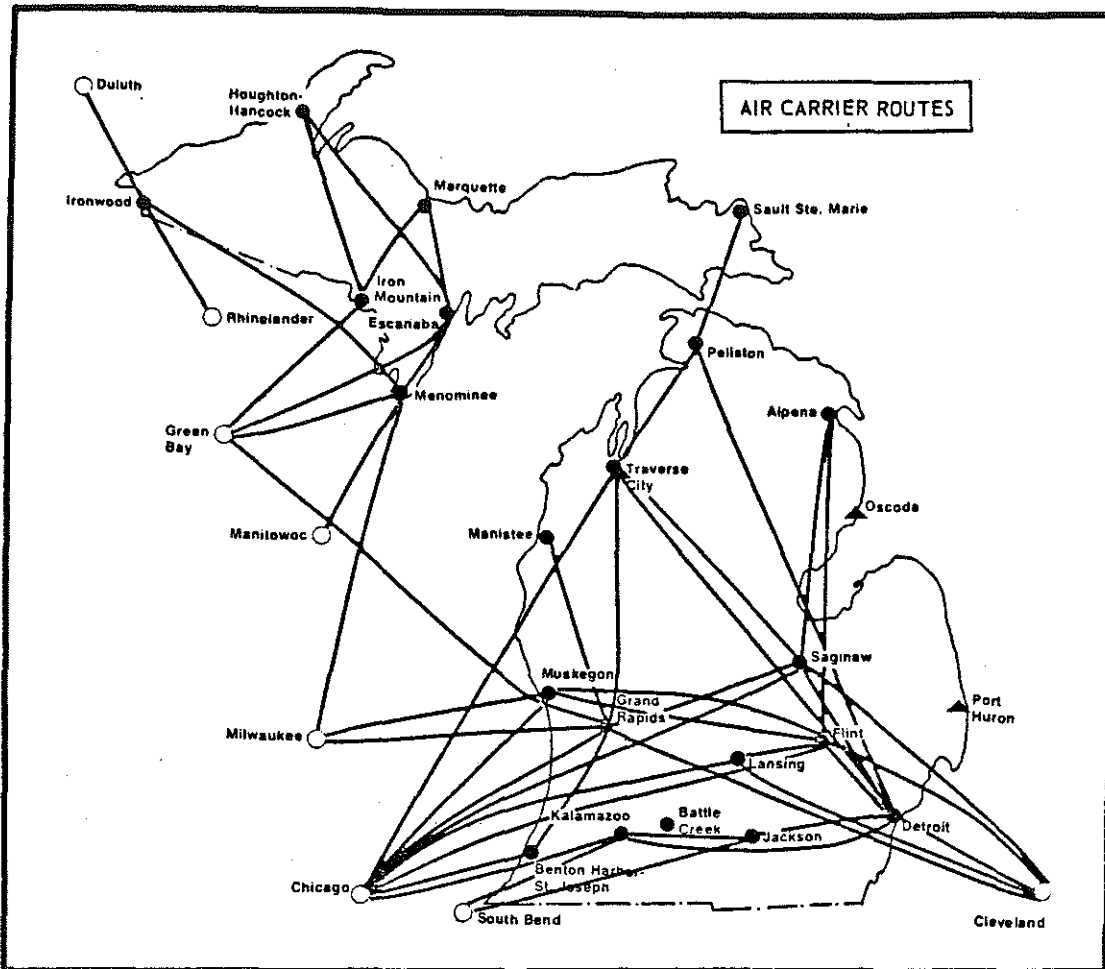 AIR CARRIER ROUTES
Duluth
Houghton-
Hancock
Ironwood
Marquette
Sault Ste. Marie
Iron
Mountain
Escanaba
Rhinelander
Pellston
Menominee
Alpena
Green
Bay
Traverse
City
Oscoda
Manitowoc
Manistee
Saginaw
Muskegon
Grand
Rapids
Port
Huron
Milwaukee
Flint
Lansing
Kalamazoo
Battle
Creek
Jackson
Detroit
Benton Harbor-
St. Joseph
Chicago
South Bend
Cleveland